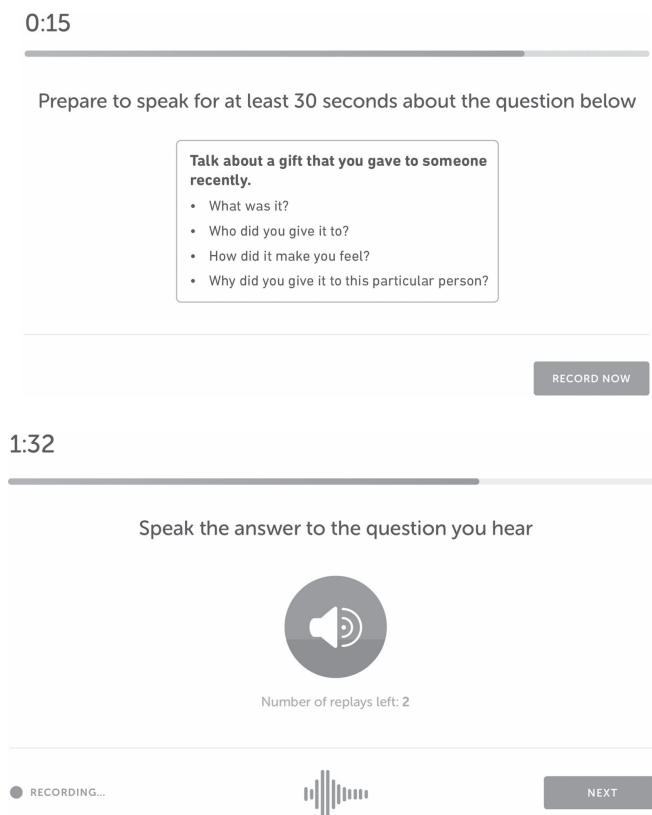 0:15
Prepare to speak for at least 30 seconds about the question below
Talk about a gift that you gave to someone
recently.
• What was it?
• Who did you give it to?
• How did it make you feel?
• Why did you give it to this particular person?
RECORD NOW
1:32
Speak the answer to the question you hear
Number of replays left: 2
RECORDING...
NEXT